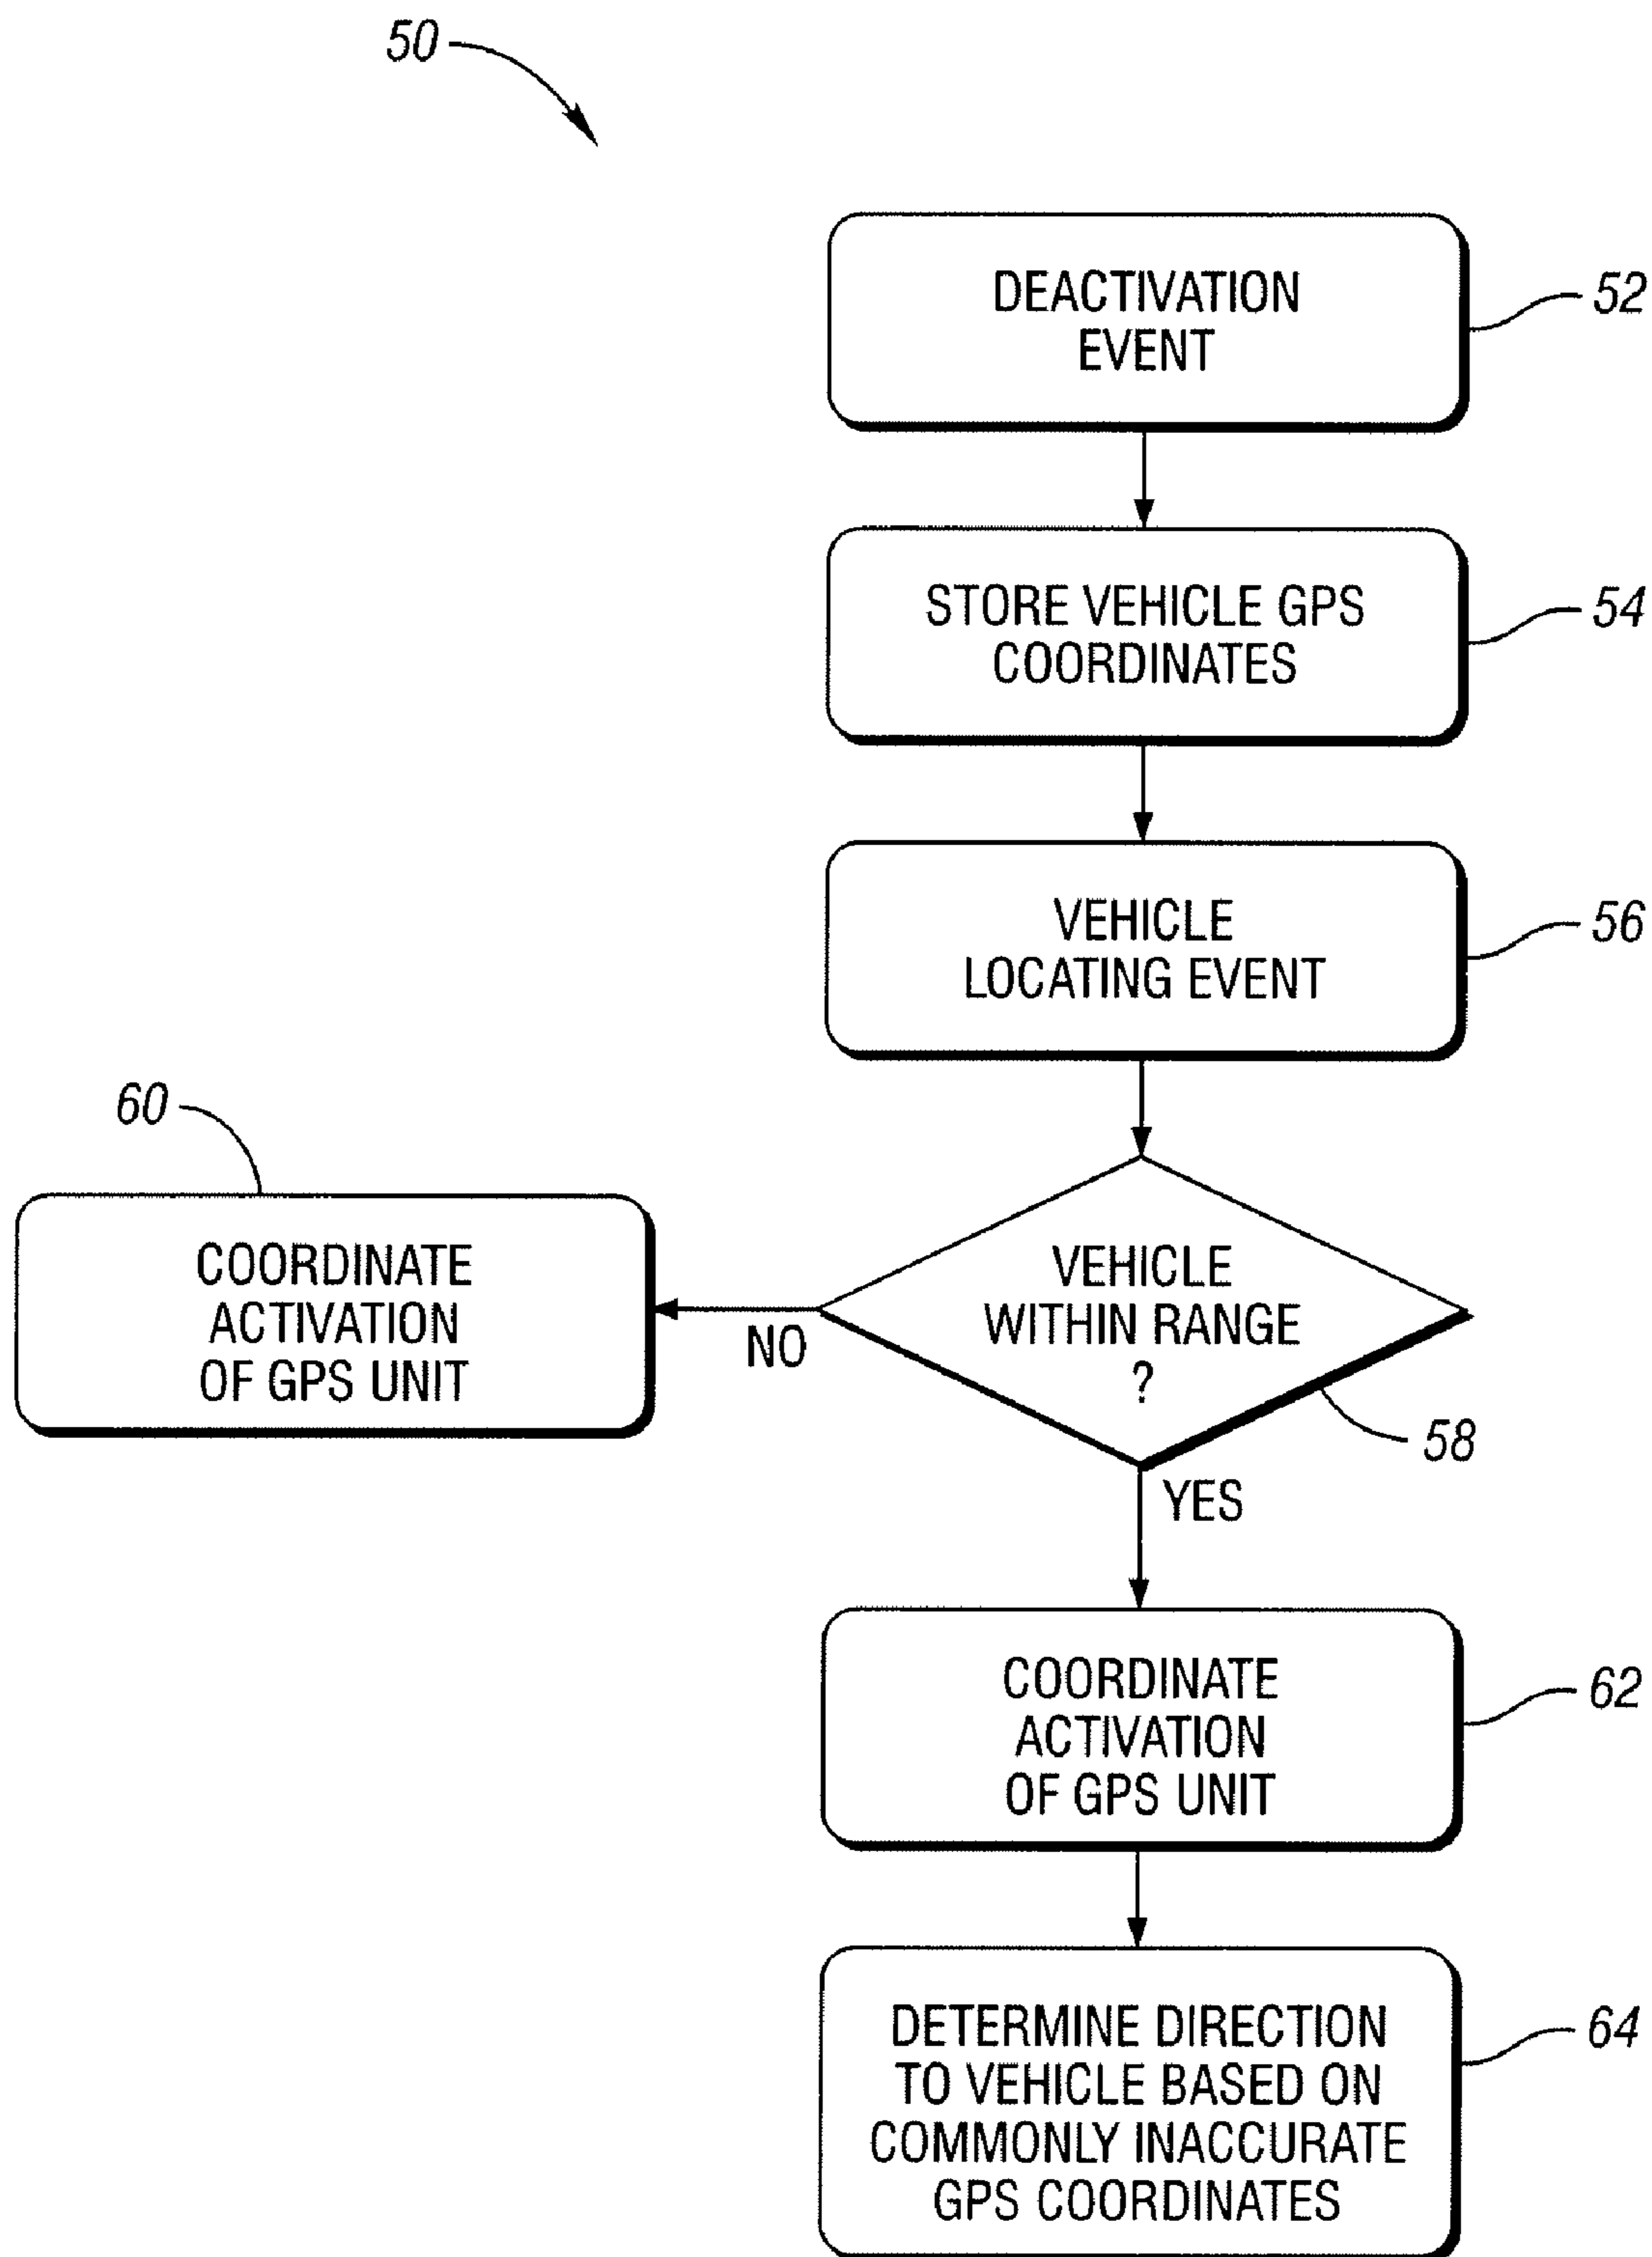 50
DEACTIVATION
EVENT
52
STORE VEHICLE GPS
COORDINATES
54
VEHICLE
LOCATING EVENT
56
60
COORDINATE
ACTIVATION
OF GPS UNIT
NO
VEHICLE
WITHIN RANGE
?
58
YES
COORDINATE
ACTIVATION
OF GPS UNIT
62
DETERMINE DIRECTION
TO VEHICLE BASED ON
COMMONLY INACCURATE
GPS COORDINATES
64